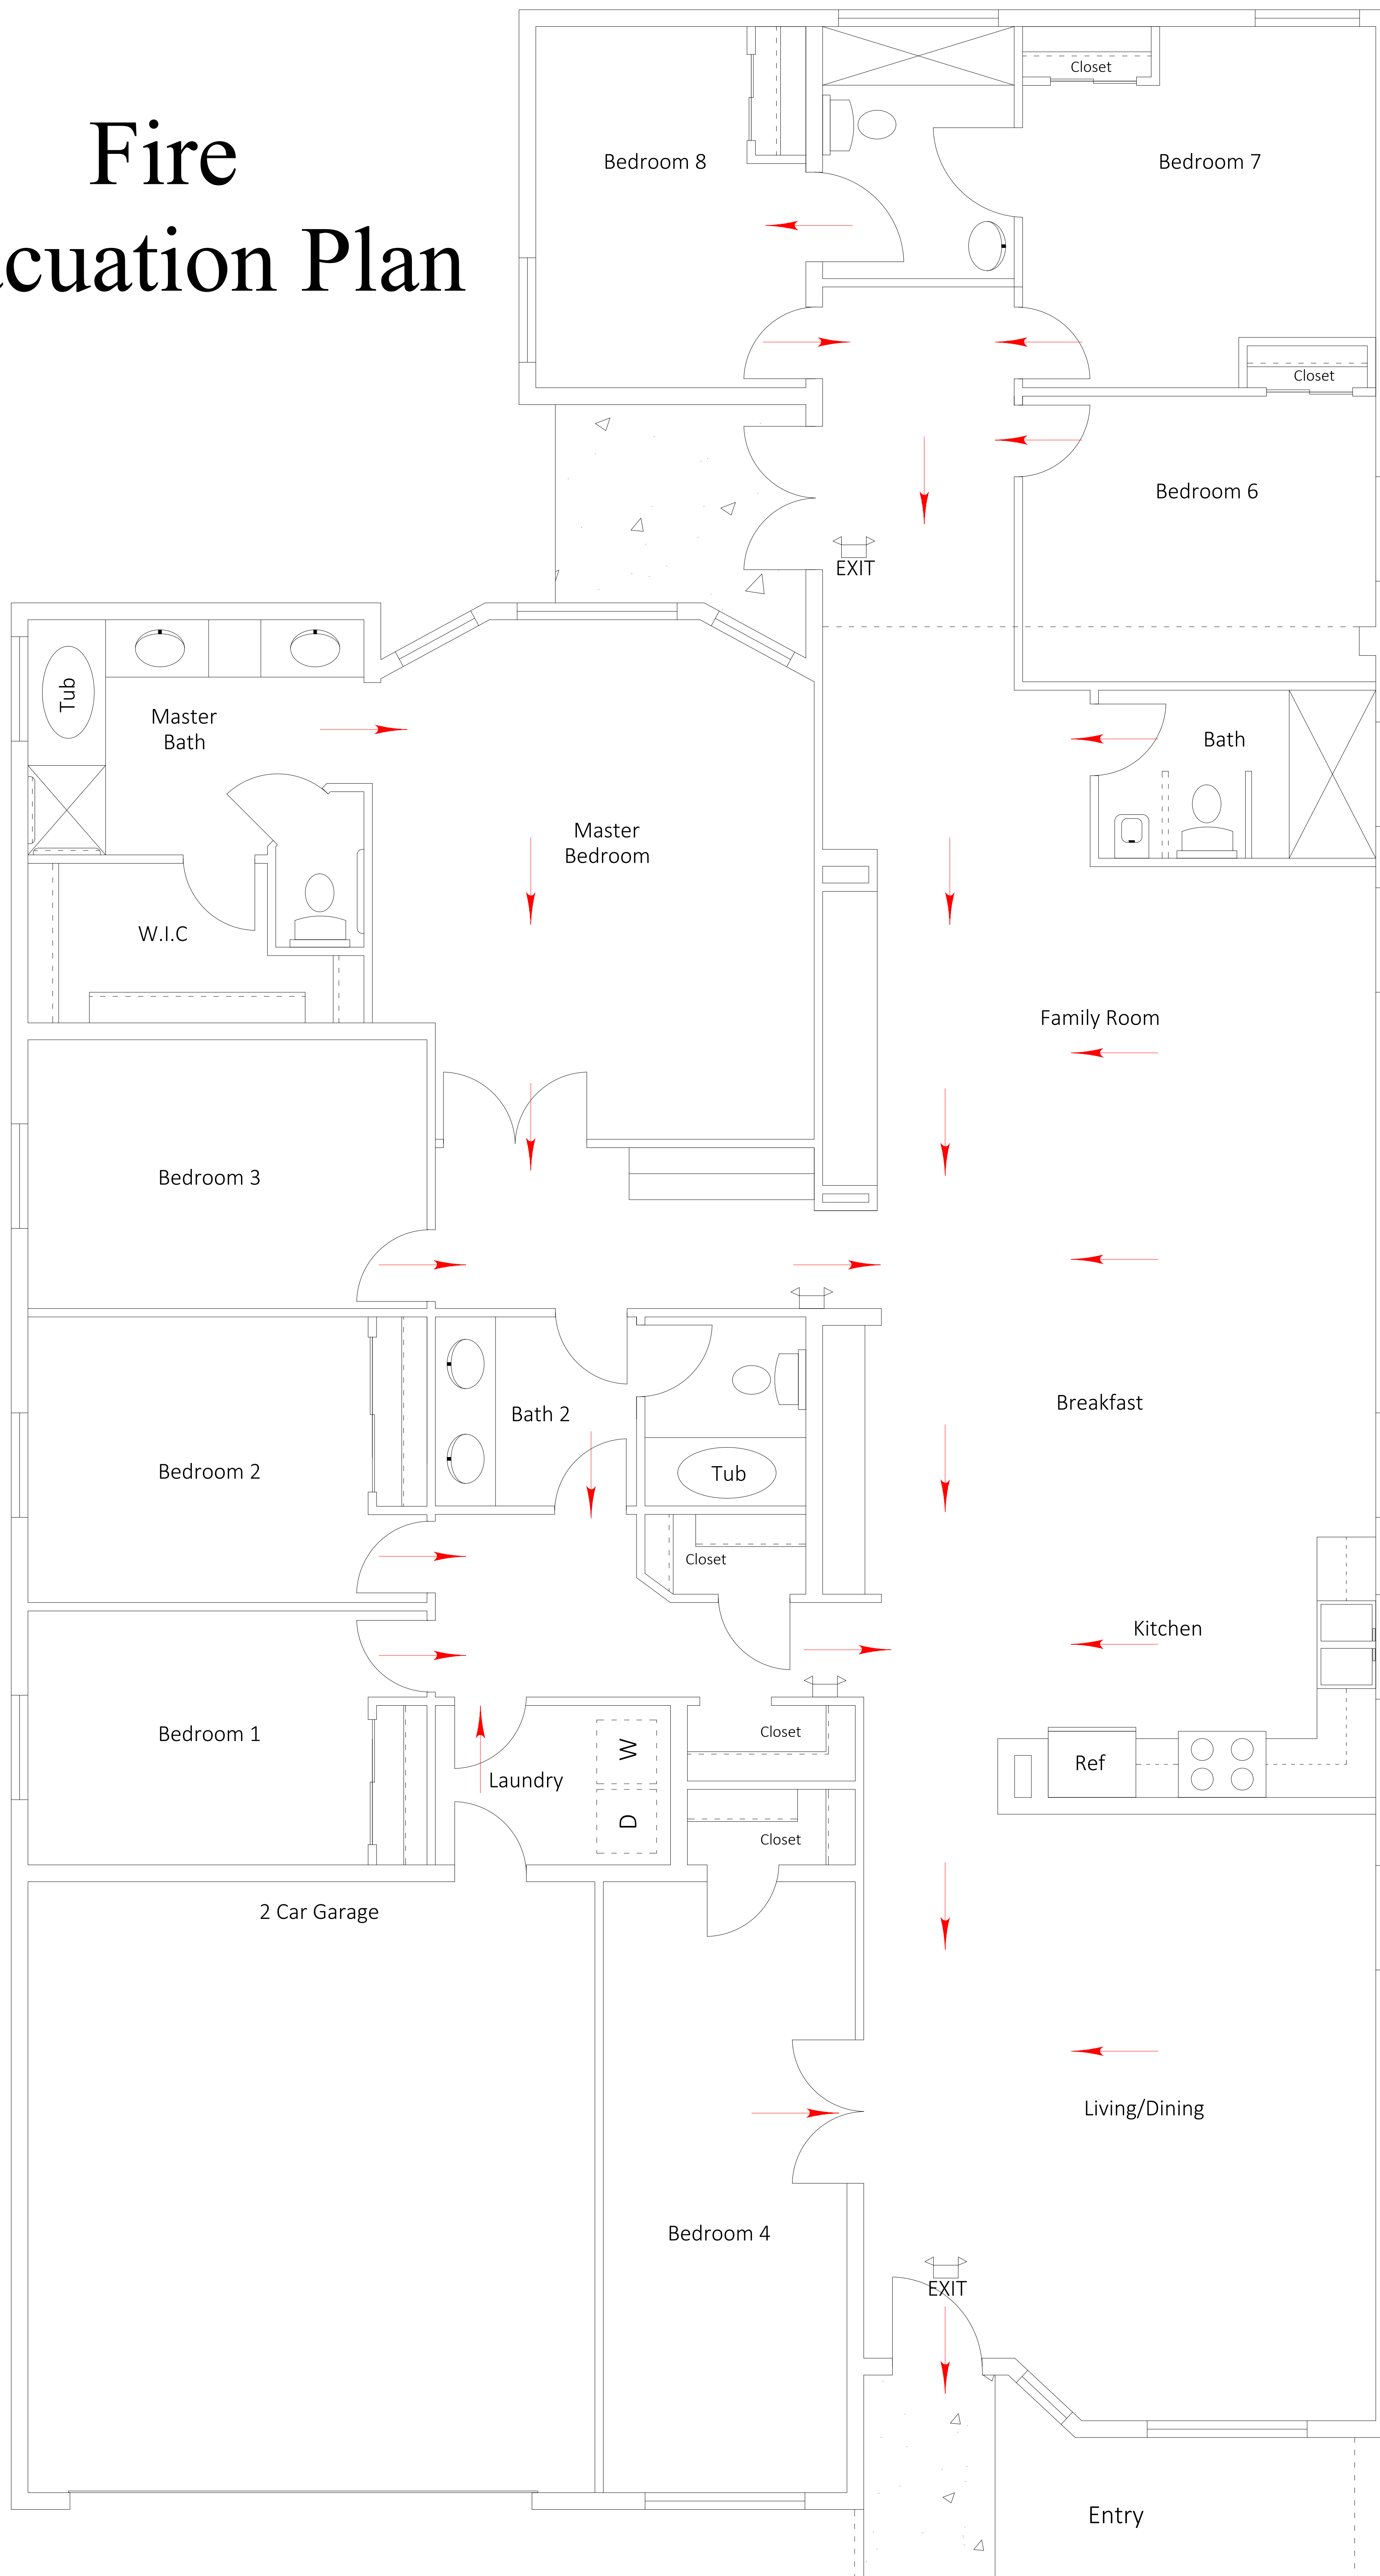 Fire
acuation Plan
Closet
Bedroom 8
Bedroom 7
Closet
Bedroom 6
EXIT
Tub
Master
Bath
Bath
Master
Bedroom
W.I.C
Family Room
Bedroom 3
Breakfast
Bath 2
Bedroom 2
Tub
Closet
Kitchen
Bedroom 1
Closet
W
Ref
Laundry
D
Closet
2 Car Garage
Living/Dining
Bedroom 4
EXIT
Entry